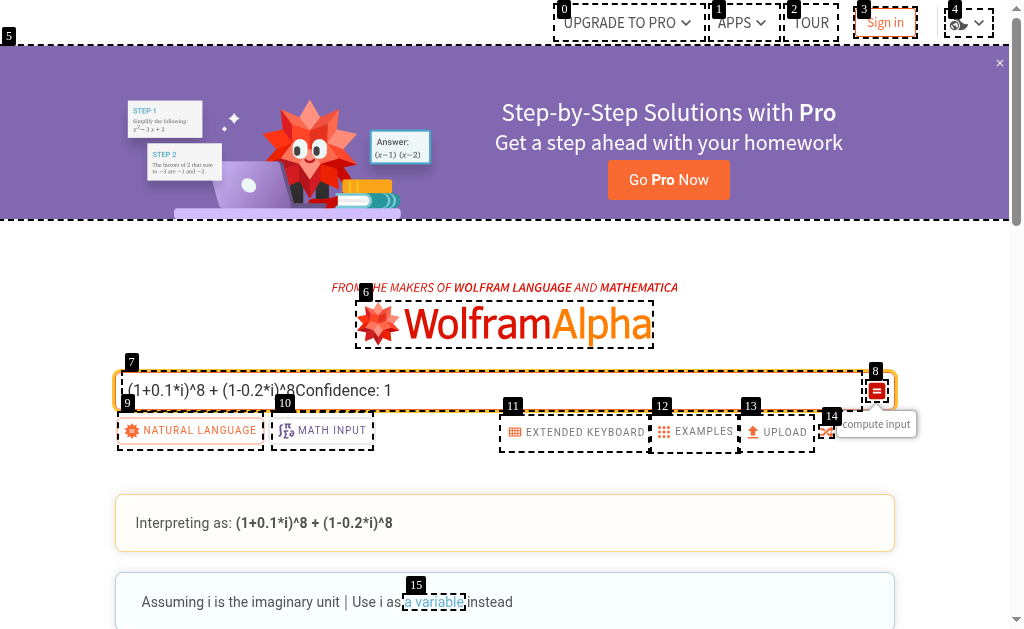 0 1 2 3 4
UPGRADE TO PRO APPS TOUR Sign in
5
×
STEP 1
Simplify the following:
x² − 3 x + 2
STEP 2
The factors of 2 that sum
to −3 are −1 and −2.
Answer:
(x−1) (x−2)
Step-by-Step Solutions with Pro
Get a step ahead with your homework
Go Pro Now
FROM THE MAKERS OF WOLFRAM LANGUAGE AND MATHEMATICA
6
WolframAlpha
7 8
(1+0.1*i)^8 + (1-0.2*i)^8Confidence: 1
=
9 10 11 12 13 14
NATURAL LANGUAGE MATH INPUT EXTENDED KEYBOARD EXAMPLES UPLOAD
compute input
Interpreting as: (1+0.1*i)^8 + (1-0.2*i)^8
15
Assuming i is the imaginary unit | Use i as a variable instead